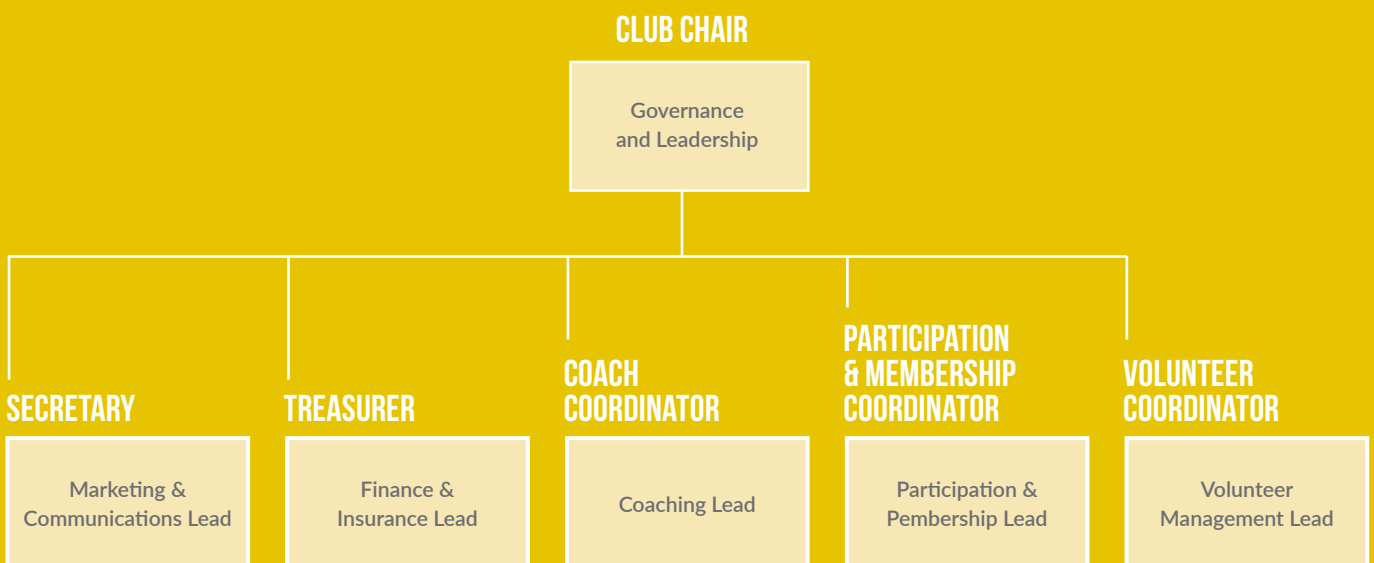 CLUB CHAIR
Governance
and Leadership
SECRETARY
Marketing &
Communications Lead
TREASURER
Finance &
Insurance Lead
COACH
COORDINATOR
Coaching Lead
PARTICIPATION
& MEMBERSHIP
COORDINATOR
Participation &
Pembership Lead
VOLUNTEER
COORDINATOR
Volunteer
Management Lead